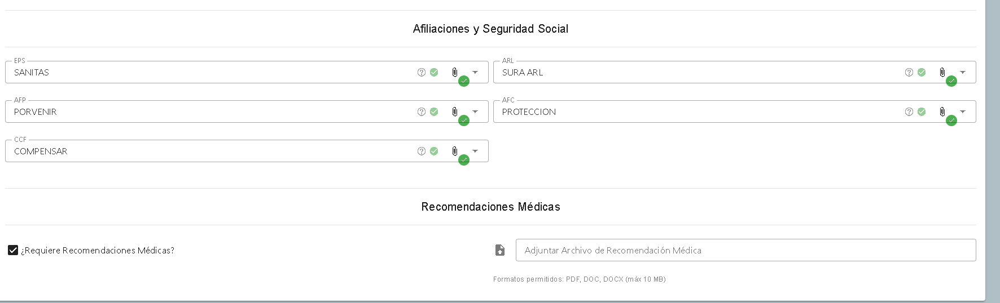 Afiliaciones y Seguridad Social
EPS
SANITAS
ARL
SURA ARL
AFP
PORVENIR
AFC
PROTECCION
CCF
COMPENSAR
Recomendaciones Médicas
¿Requiere Recomendaciones Médicas?
Adjuntar Archivo de Recomendación Médica
Formatos permitidos: PDF, DOC, DOCX (máx 10 MB)